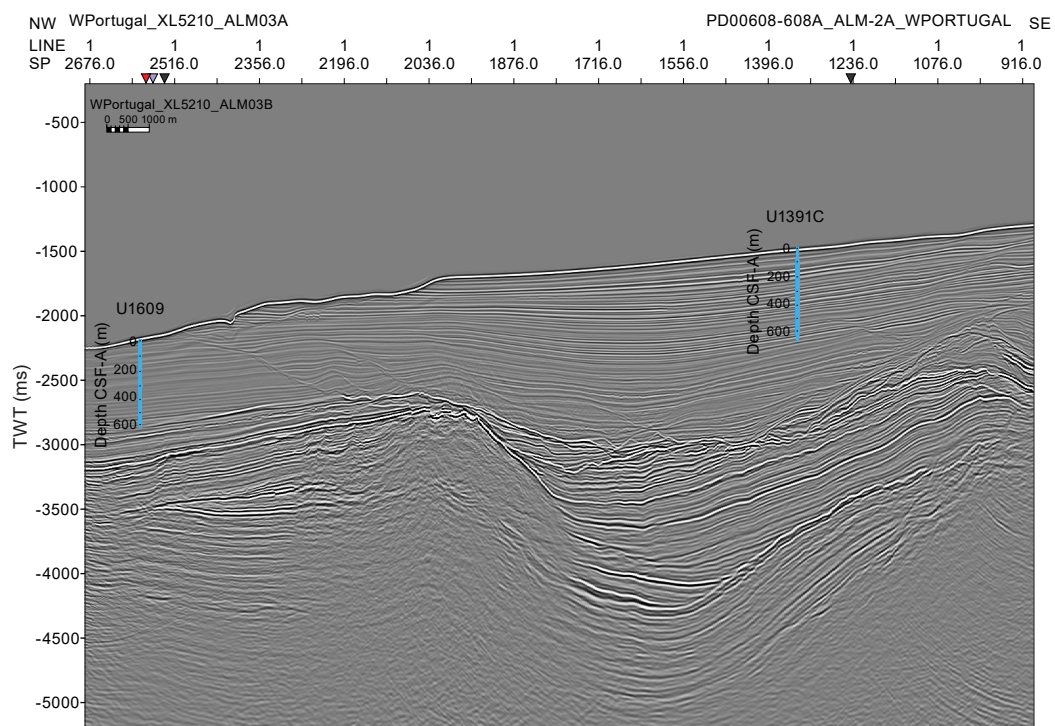 NW WPortugal_XL5210_ALM03A PD00608-608A_ALM-2A_WPORTUGAL SE
LINE 1 1 1 1 1 1 1 1 1 1 1 1
SP 2676.0 2516.0 2356.0 2196.0 2036.0 1876.0 1716.0 1556.0 1396.0 1236.0 1076.0 916.0
WPortugal_XL5210_ALM03B
0 500 1000 m
-500
-1000
-1500
-2000
-2500
-3000
-3500
-4000
-4500
-5000
TWT (ms)
U1609
Depth CSF-A (m)
0
200
400
600
U1391C
Depth CSF-A (m)
0
200
400
600